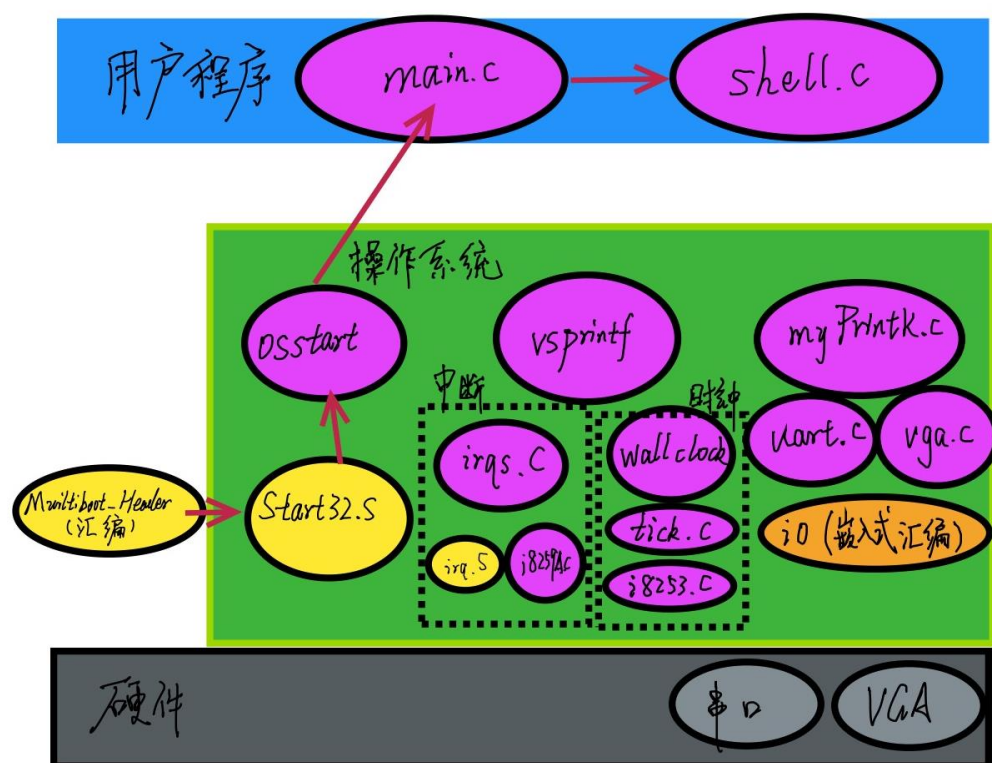 用户程序
main.c
shell.c
操作系统
osstart
vsprintf
myPrintk.c
中断
时钟
irqs.c
wallclock
uart.c
vga.c
Multiboot_Header
(汇编)
Start32.S
tick.c
io (嵌入式汇编)
irq.S
i8259A.c
i8253.c
硬件
串口
VGA